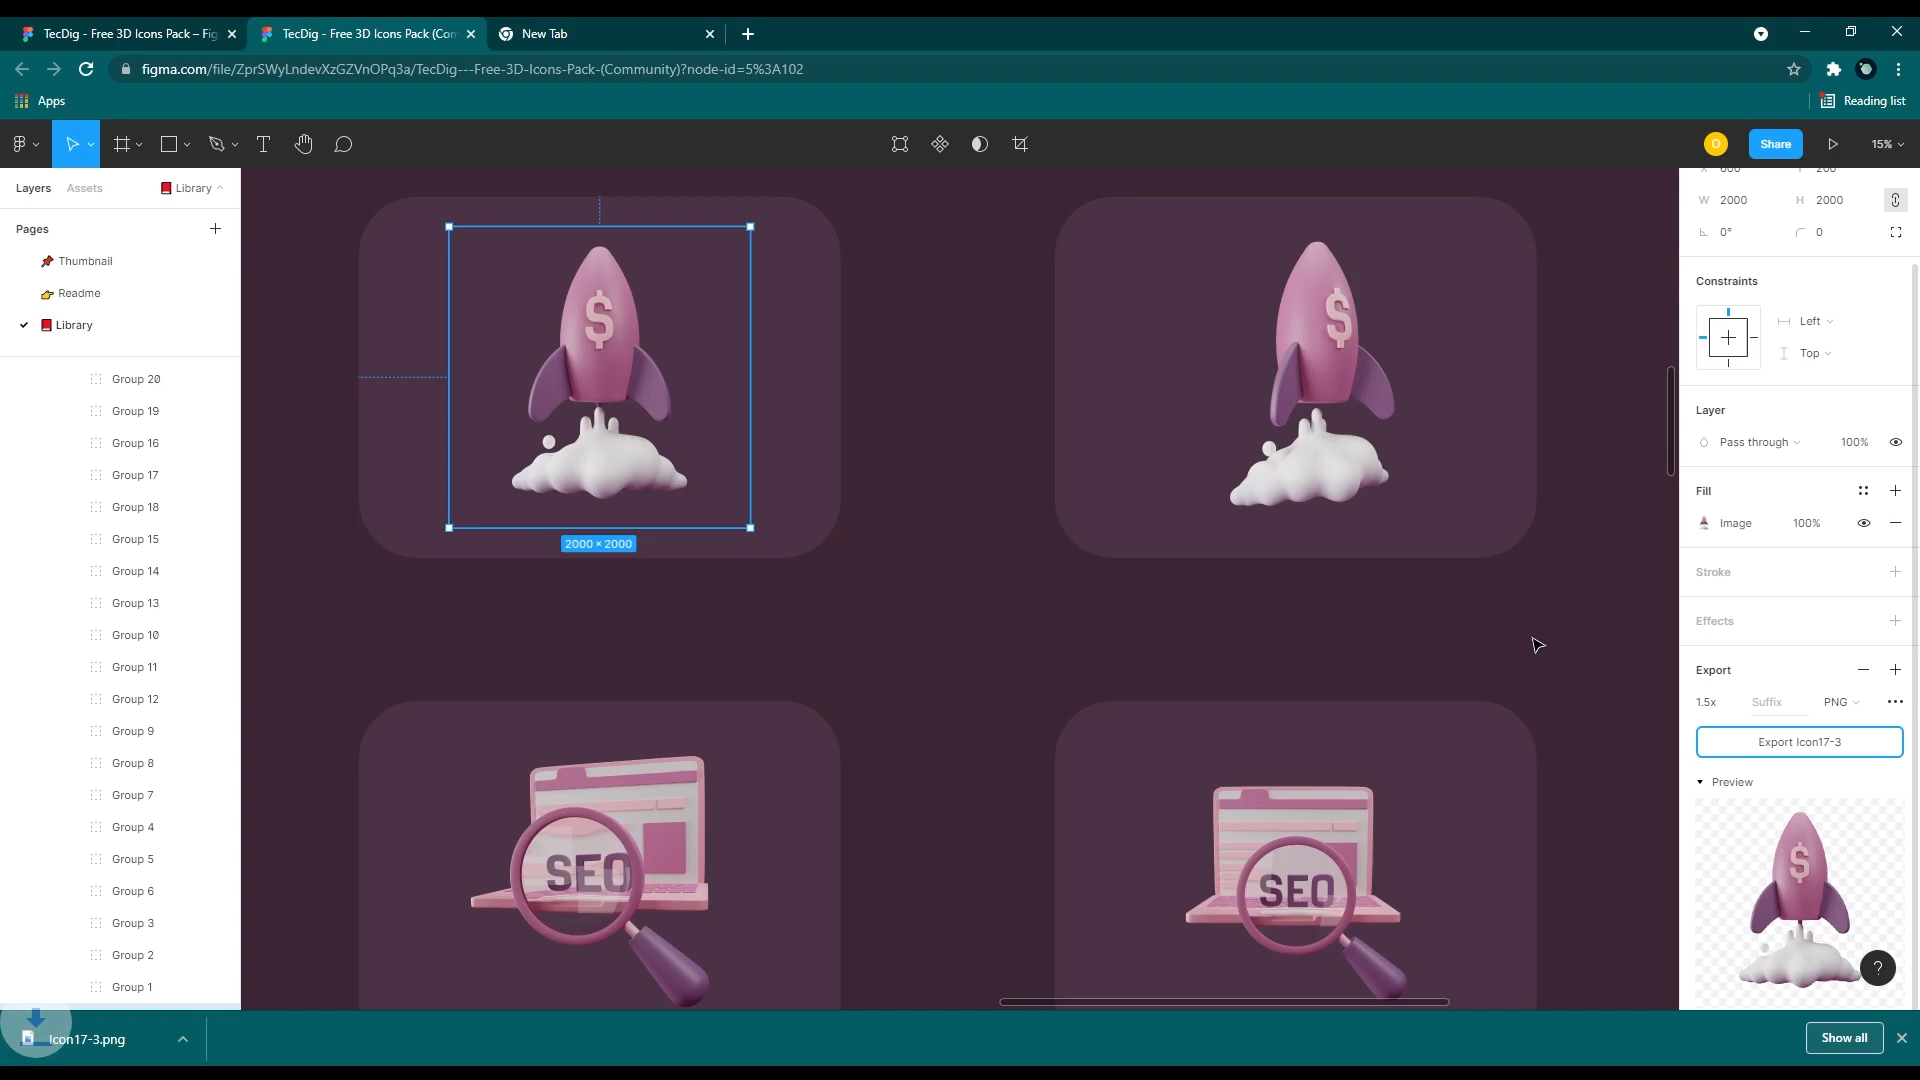 TecDig - Free 3D Icons Pack – Fig
TecDig - Free 3D Icons Pack (Com
New Tab
figma.com/file/ZprSWyLndevXzGZVnOPq3a/TecDig---Free-3D-Icons-Pack-(Community)?node-id=5%3A102
Apps
Reading list
O
Share
15%
Layers
Assets
Library
Pages
Thumbnail
Readme
Library
Group 20
Group 19
Group 16
Group 17
Group 18
Group 15
Group 14
Group 13
Group 10
Group 11
Group 12
Group 9
Group 8
Group 7
Group 4
Group 5
Group 6
Group 3
Group 2
Group 1
$
$
2000 × 2000
SEO
SEO
X 600 Y 200
W 2000 H 2000
0° 0
Constraints
Left
Top
Layer
Pass through 100%
Fill
Image 100%
Stroke
Effects
Export
1.5x Suffix PNG
Export Icon17-3
Preview
$
?
Icon17-3.png
Show all